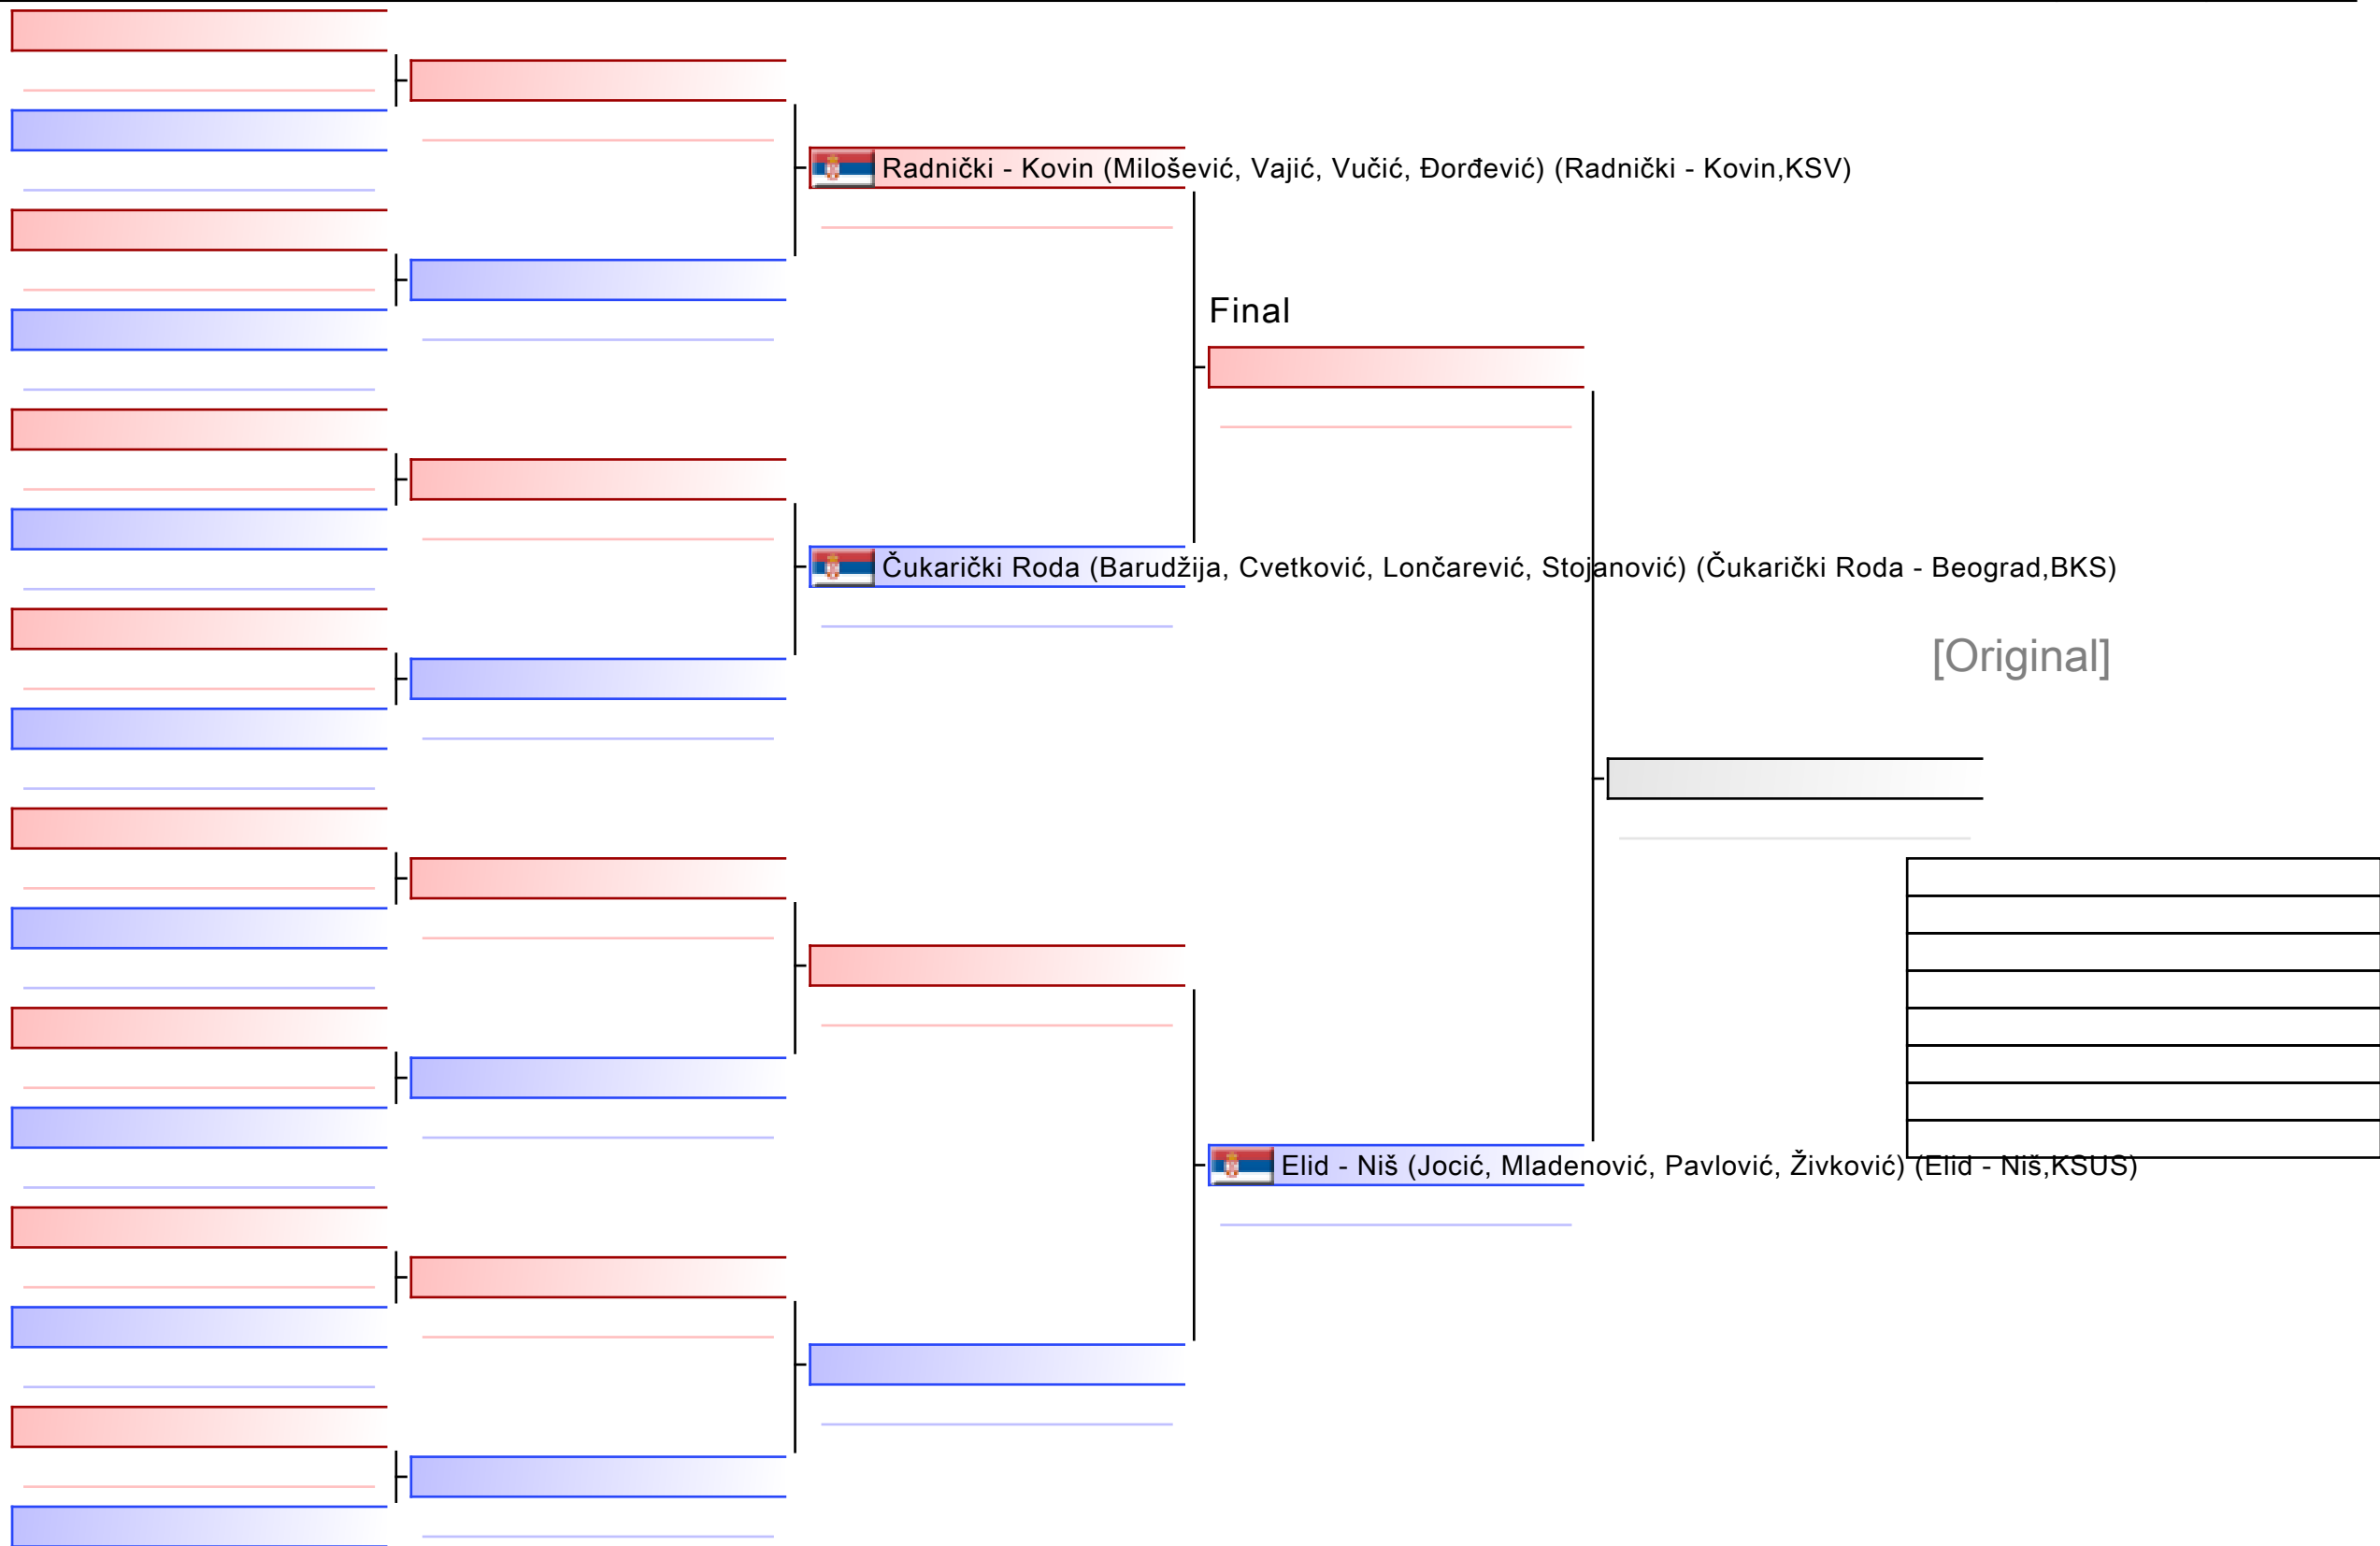 Radnički - Kovin (Milošević, Vajić, Vučić, Đorđević) (Radnički - Kovin,KSV)
Final
Čukarički Roda (Barudžija, Cvetković, Lončarević, Stojanović) (Čukarički Roda - Beograd,BKS)
[Original]
Elid - Niš (Jocić, Mladenović, Pavlović, Živković) (Elid - Niš,KSUS)